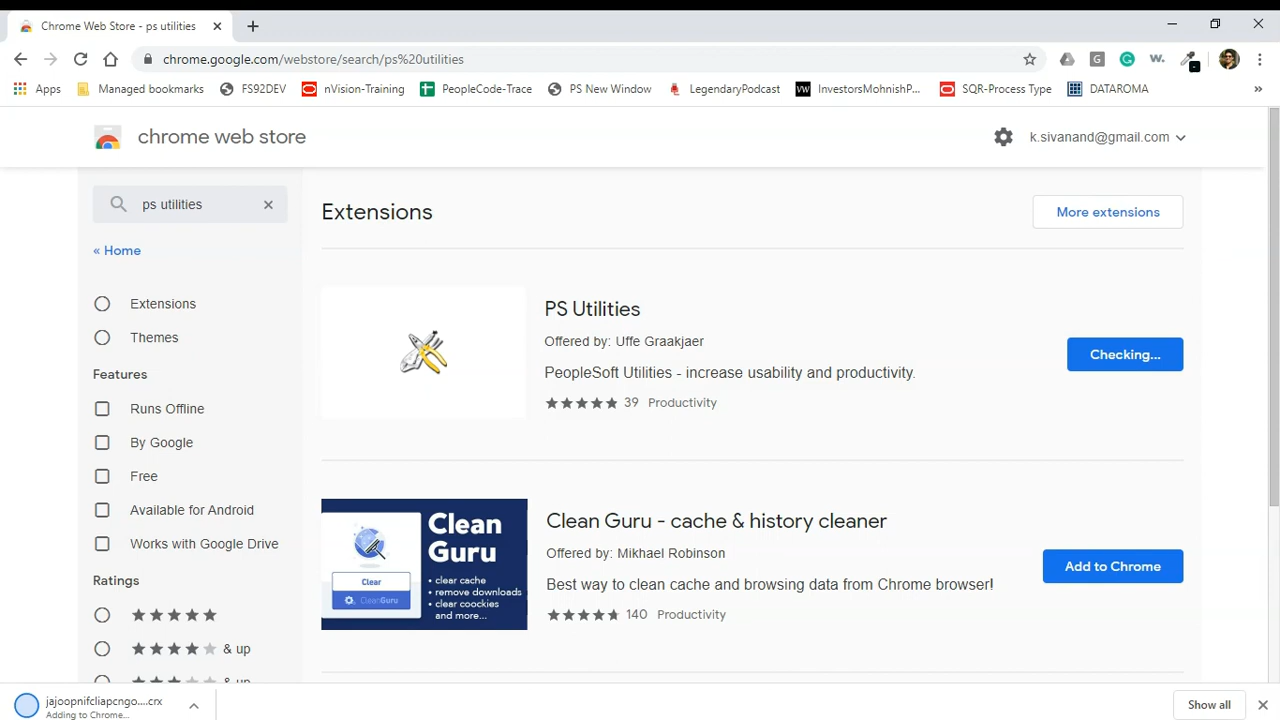 Chrome Web Store - ps utilities
chrome.google.com/webstore/search/ps%20utilities
Apps Managed bookmarks FS92DEV nVision-Training PeopleCode-Trace PS New Window LegendaryPodcast InvestorsMohnishP... SQR-Process Type DATAROMA »
chrome web store
k.sivanand@gmail.com
ps utilities
« Home
Extensions
Themes
Features
Runs Offline
By Google
Free
Available for Android
Works with Google Drive
Ratings
& up
& up
Extensions
More extensions
PS Utilities
Offered by: Uffe Graakjaer
PeopleSoft Utilities - increase usability and productivity.
39 Productivity
Checking...
Clean
Guru
• clear cache
• remove downloads
• clear coockies
and more...
Clear
CleanGuru
Clean Guru - cache & history cleaner
Offered by: Mikhael Robinson
Best way to clean cache and browsing data from Chrome browser!
140 Productivity
Add to Chrome
jajoopnifcliapcngo....crx
Adding to Chrome...
Show all